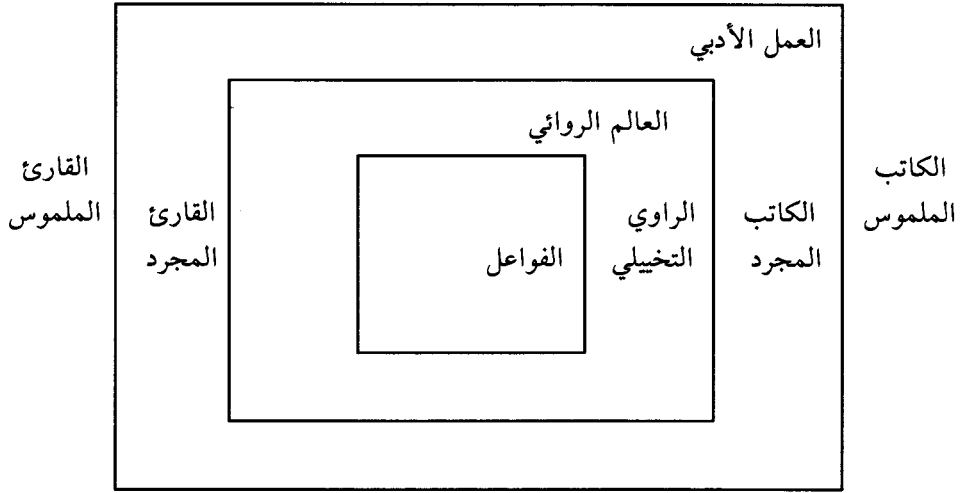 العمل الأدبي
العالم الروائي
الكاتب
الملموس
الكاتب
المجرد
الراوي
التخييلي
الفواعل
القارئ
المجرد
القارئ
الملموس